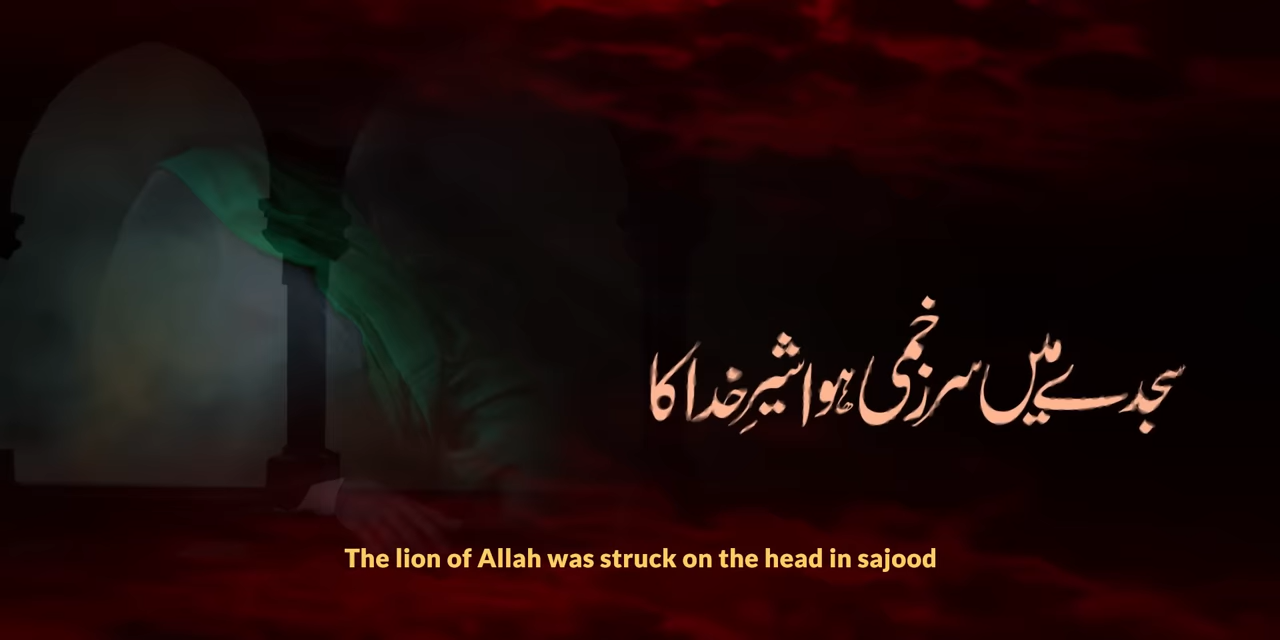 سجدے میں سر زخمی ہوا شیرِ خدا کا
The lion of Allah was struck on the head in sajood